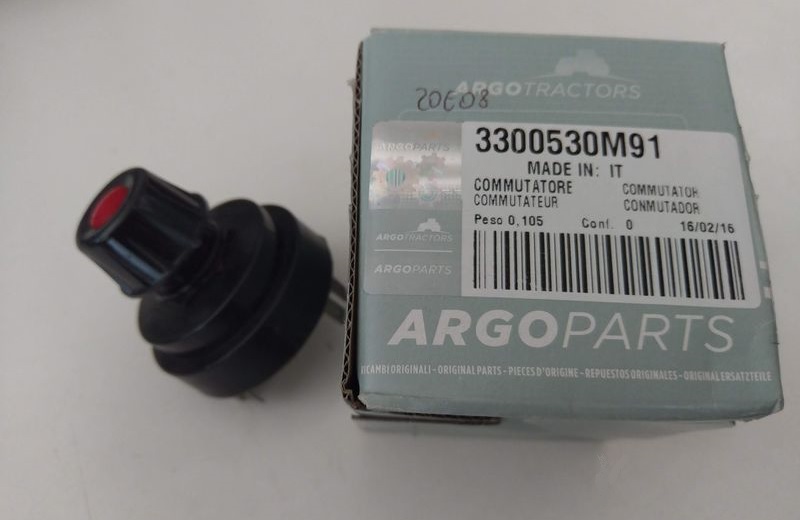 ARGOTRACTORS
20E08
ARGOPARTS
3300530M91
MADE IN: IT
COMMUTATORE COMMUTATOR
COMMUTATEUR CONMUTADOR
Peso 0,105 Conf. 0 16/02/16
ARGOTRACTORS
ARGOPARTS
ARGOPARTS
RICAMBI ORIGINALI - ORIGINAL PARTS - PIECES D'ORIGINE - REPUESTOS ORIGINALES - ORIGINAL ERSATZTEILE